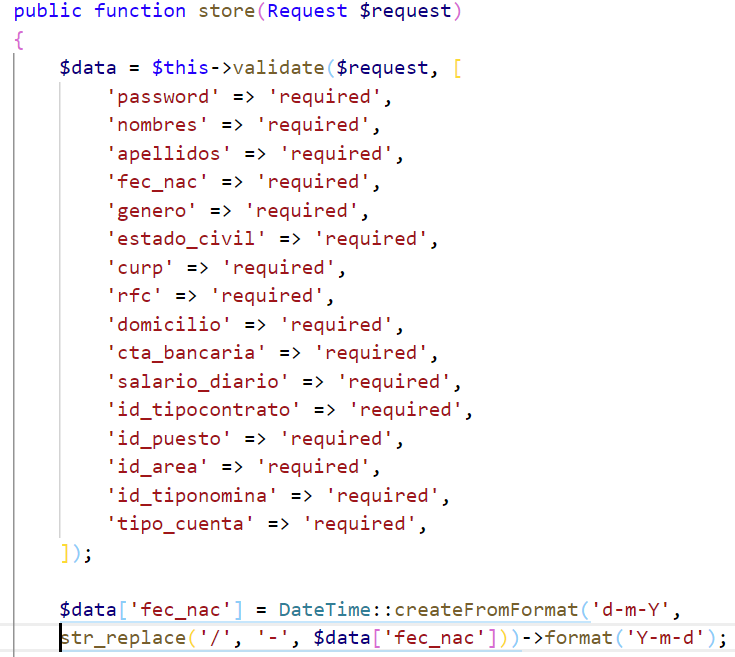 public function store(Request $request)
{
    $data = $this->validate($request, [
        'password' => 'required',
        'nombres' => 'required',
        'apellidos' => 'required',
        'fec_nac' => 'required',
        'genero' => 'required',
        'estado_civil' => 'required',
        'curp' => 'required',
        'rfc' => 'required',
        'domicilio' => 'required',
        'cta_bancaria' => 'required',
        'salario_diario' => 'required',
        'id_tipocontrato' => 'required',
        'id_puesto' => 'required',
        'id_area' => 'required',
        'id_tiponomina' => 'required',
        'tipo_cuenta' => 'required',
    ]);

    $data['fec_nac'] = DateTime::createFromFormat('d-m-Y',
    str_replace('/', '-', $data['fec_nac']))->format('Y-m-d');